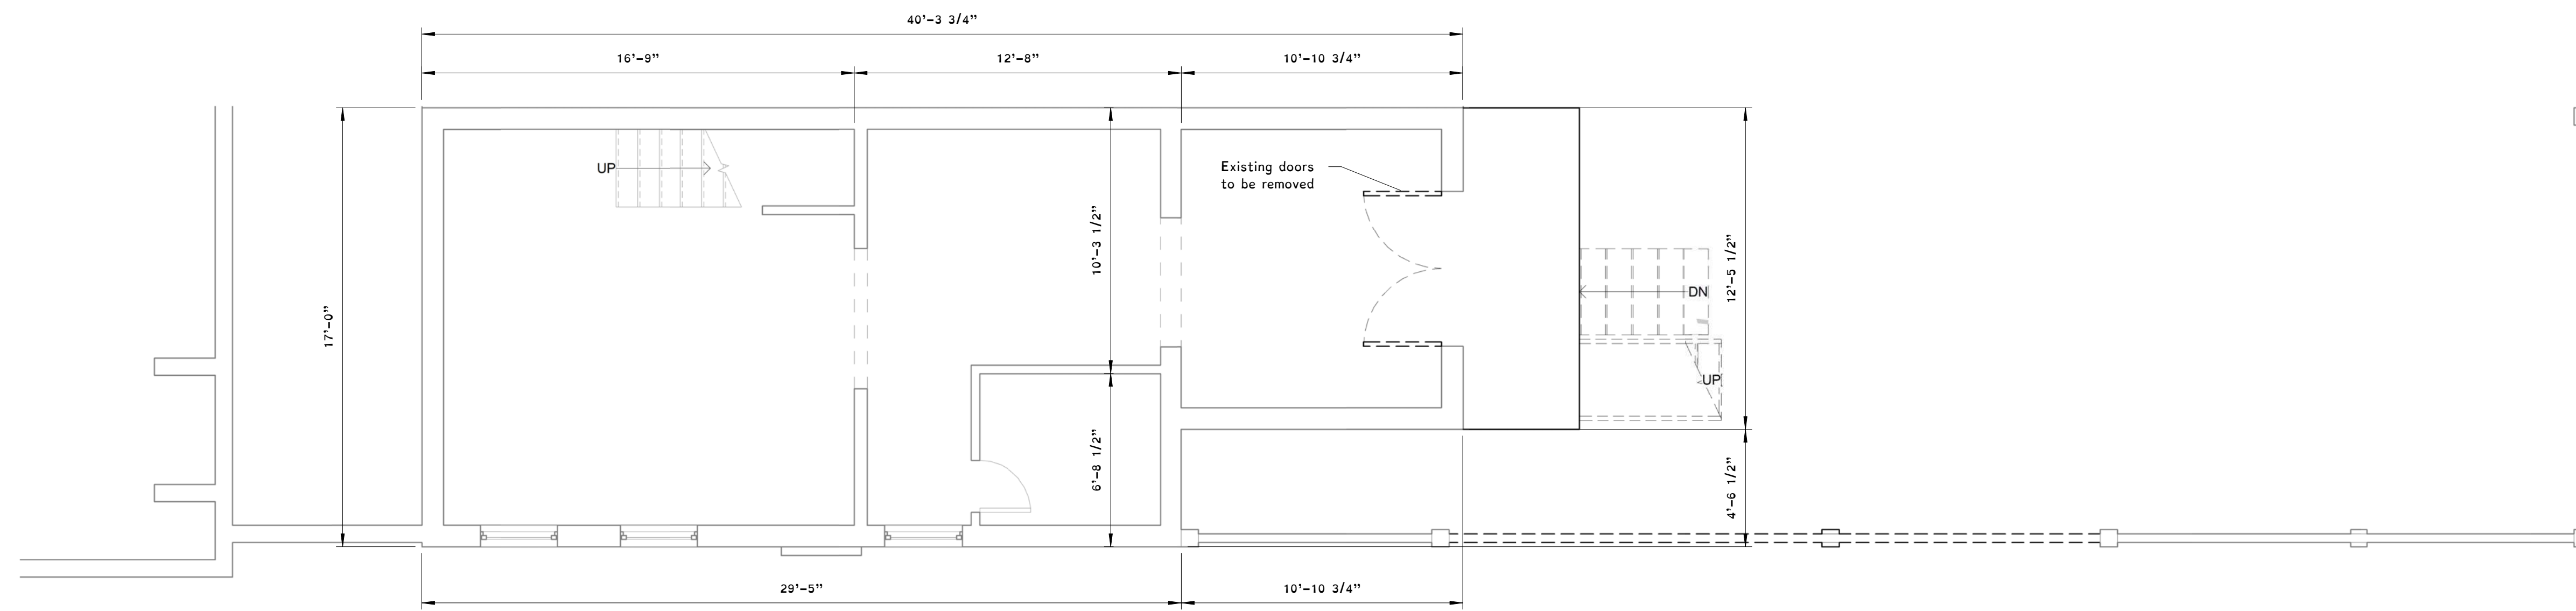 40'-3 3/4"
16'-9"
12'-8"
10'-10 3/4"
UP
Existing doors
to be removed
10'-3 1/2"
17'-0"
12'-5 1/2"
DN
UP
6'-8 1/2"
4'-6 1/2"
29'-5"
10'-10 3/4"